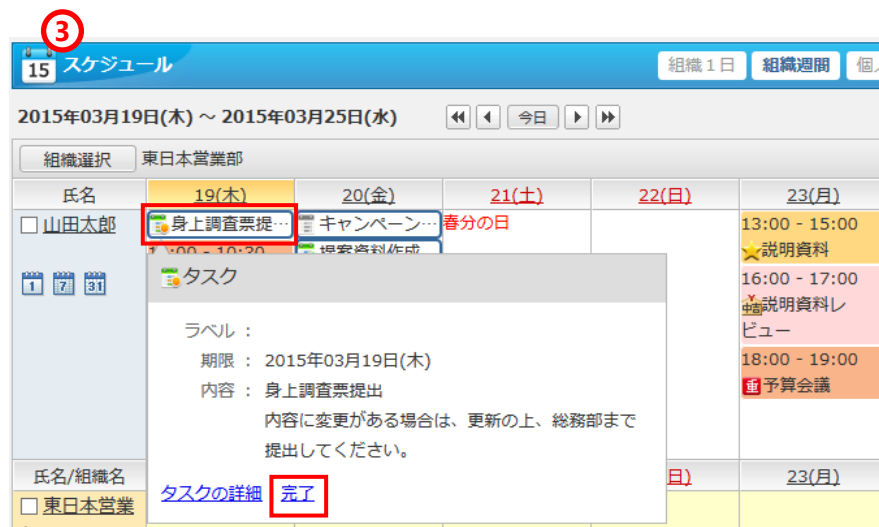 ③
15 スケジュール 組織1日 組織週間 個
2015年03月19日(木) ~ 2015年03月25日(水) 今日
組織選択 東日本営業部
氏名 19(木) 20(金) 21(土) 22(日) 23(月)
山田太郎 身上調査票提… キャンペーン… 春分の日 13:00 - 15:00
:00 - 10:30 提案資料作成 説明資料
1 7 31 タスク 16:00 - 17:00
説明資料レ
ビュー
ラベル :
期限 : 2015年03月19日(木) 18:00 - 19:00
内容 : 身上調査票提出 重 予算会議
内容に変更がある場合は、更新の上、総務部まで
提出してください。
氏名/組織名 日) 23(月)
タスクの詳細 完了
東日本営業